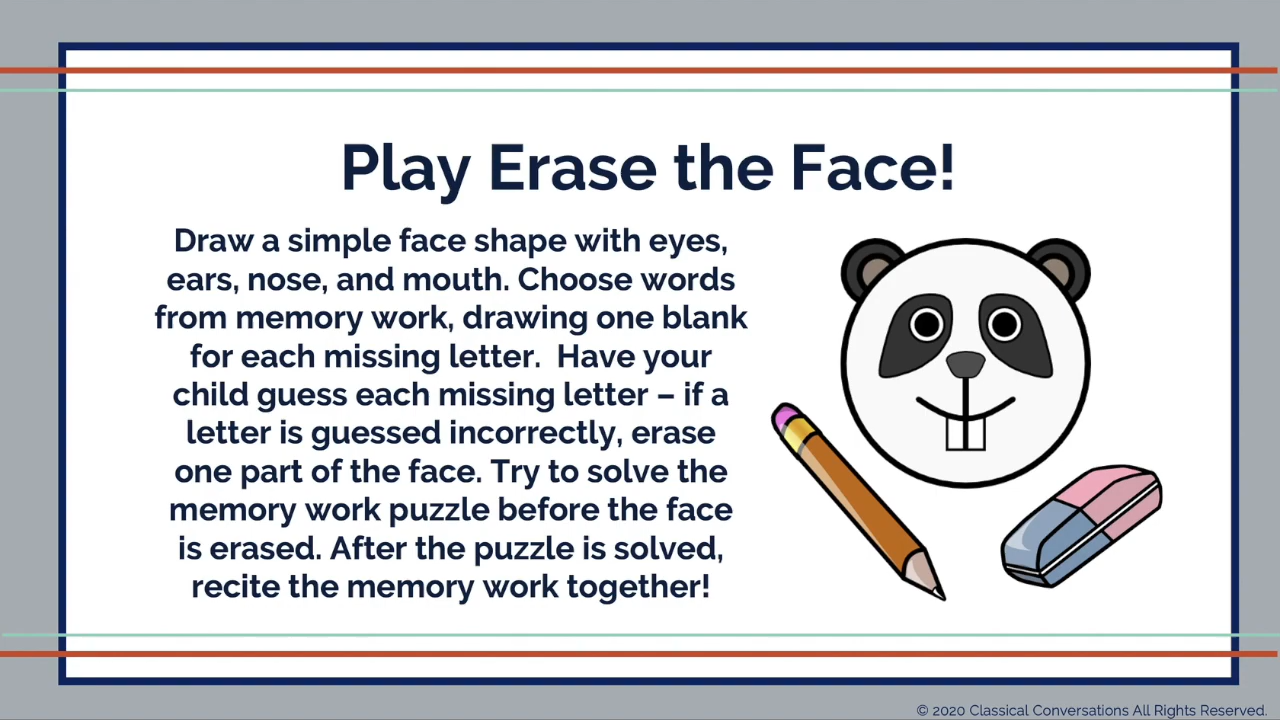 Play Erase the Face!
Draw a simple face shape with eyes,
ears, nose, and mouth. Choose words
from memory work, drawing one blank
for each missing letter.  Have your
child guess each missing letter – if a
letter is guessed incorrectly, erase
one part of the face. Try to solve the
memory work puzzle before the face
is erased. After the puzzle is solved,
recite the memory work together!
© 2020 Classical Conversations All Rights Reserved.